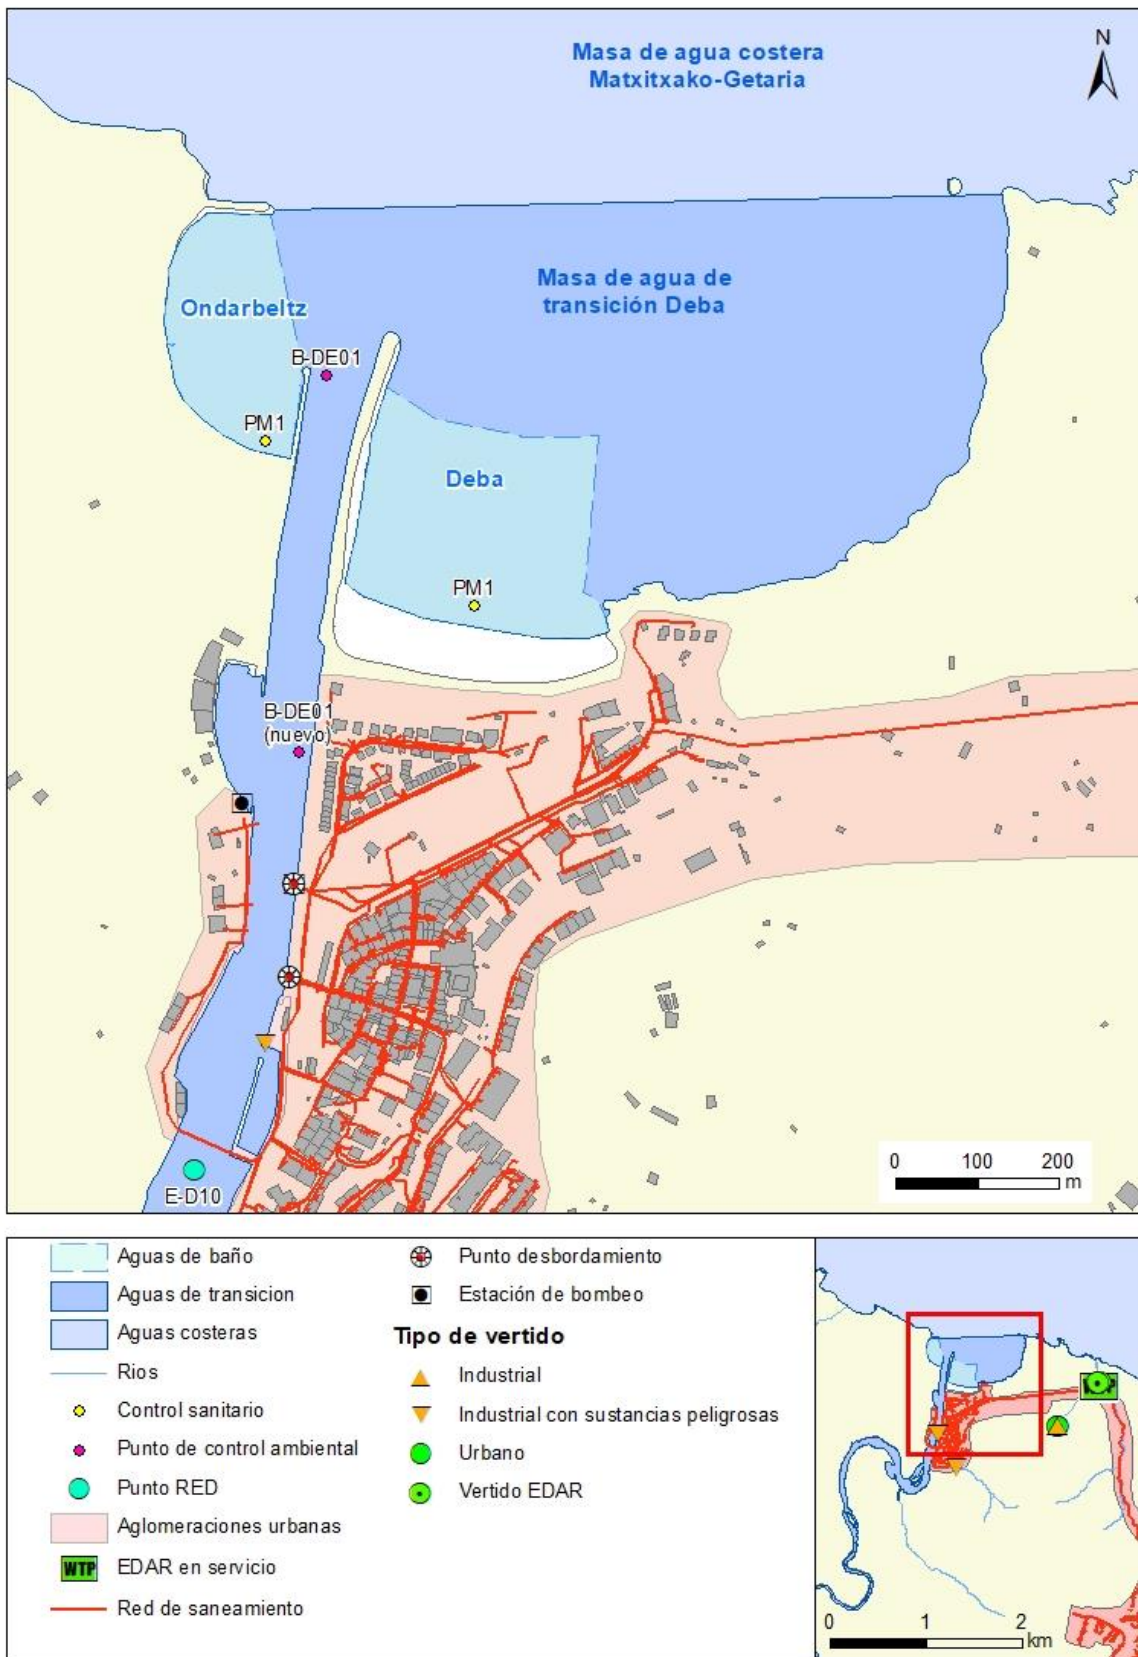 Masa de agua costera
Matxitxako-Getaria
N
Masa de agua de
transición Deba
Ondarbeltz
B-DE01
PM1
Deba
PM1
B-DE01
(nuevo)
E-D10
0 100 200
m
Aguas de baño
Aguas de transicion
Aguas costeras
Rios
Control sanitario
Punto de control ambiental
Punto RED
Aglomeraciones urbanas
WTP EDAR en servicio
Red de saneamiento
Punto desbordamiento
Estación de bombeo
Tipo de vertido
Industrial
Industrial con sustancias peligrosas
Urbano
Vertido EDAR
0 1 2
km